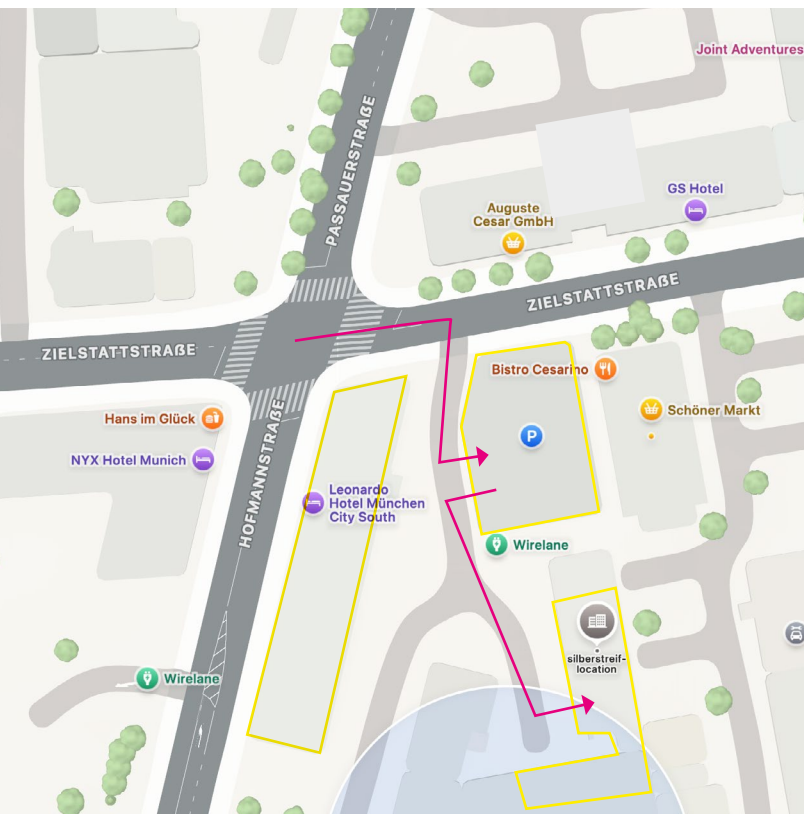 Joint Adventures
PASSAUERSTRAßE
GS Hotel
Auguste
Cesar GmbH
ZIELSTATTSTRAßE
ZIELSTATTSTRAßE
Bistro Cesarino
Hans im Glück
Schöner Markt
P
NYX Hotel Munich
HOFMANNSTRAßE
Leonardo
Hotel München
City South
Wirelane
silberstreif-
location
Wirelane